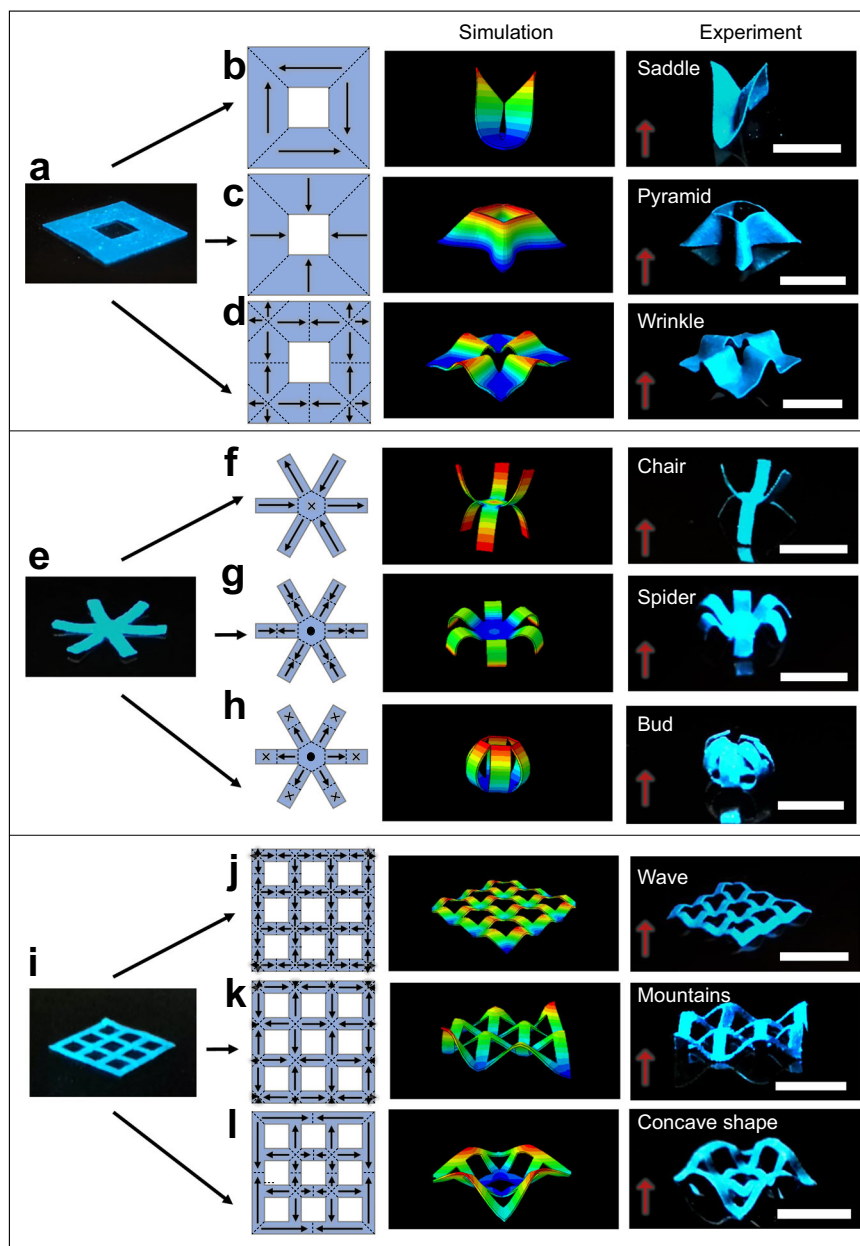 Simulation Experiment
b Saddle
a
c Pyramid
d Wrinkle
f Chair
e
g Spider
h Bud
j Wave
i
k Mountains
l Concave shape